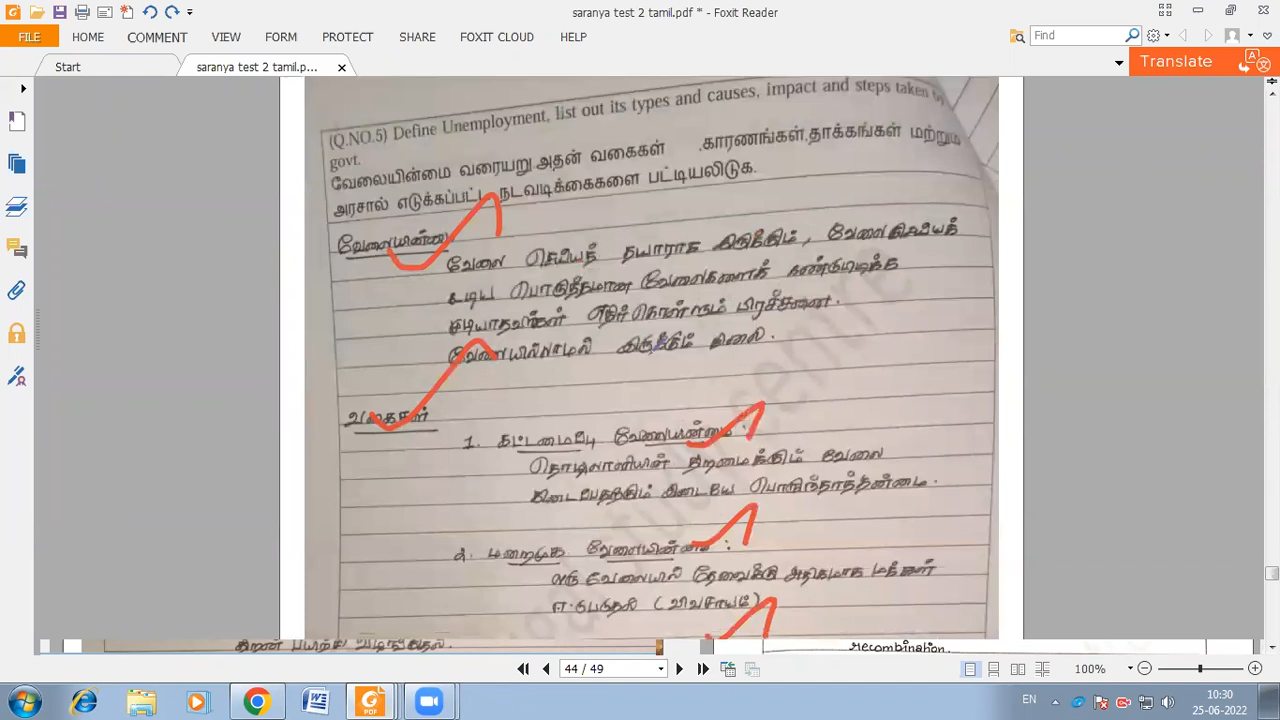 saranya test 2 tamil.pdf * - Foxit Reader
FILE HOME COMMENT VIEW FORM PROTECT SHARE FOXIT CLOUD HELP
Find
Start
saranya test 2 tamil.p...
Translate
(Q.NO.5) Define Unemployment, list out its types and causes, impact and steps taken by
govt.
வேலையின்மை வரையறு அதன் வகைகள் .காரணங்கள்.தாக்கங்கள் மற்றும்
அரசால் எடுக்கப்பட்ட நடவடிக்கைகளை பட்டியலிடுக.
வேலையின்மை
வேலை செய்யத் தயாராக இருக்கும், வேலை செய்யக்
கூடிய பொருத்தமான வேலைகளைக் கண்டுபிடிக்க
முடியாதவர்கள் எதிர்கொள்ளும் பிரச்சனை.
வேலையில்லாமல் இருக்கும் நிலை.
வகைகள்
1. கட்டமைப்பு வேலையின்மை :
தொழிலாளியின் திறமைக்கும் வேலை
கிடைப்பதற்கும் இடையே பொருந்தாத்தன்மை.
2. மறைமுக வேலையின்மை :
ஒரு வேலையில் தேவைக்கு அதிகமாக மக்கள்
ஈடுபடுதல் (விவசாயம்)
திறன் பயிற்சி வழங்குதல்.
recombination.
44 / 49
100%
EN
10:30
25-06-2022